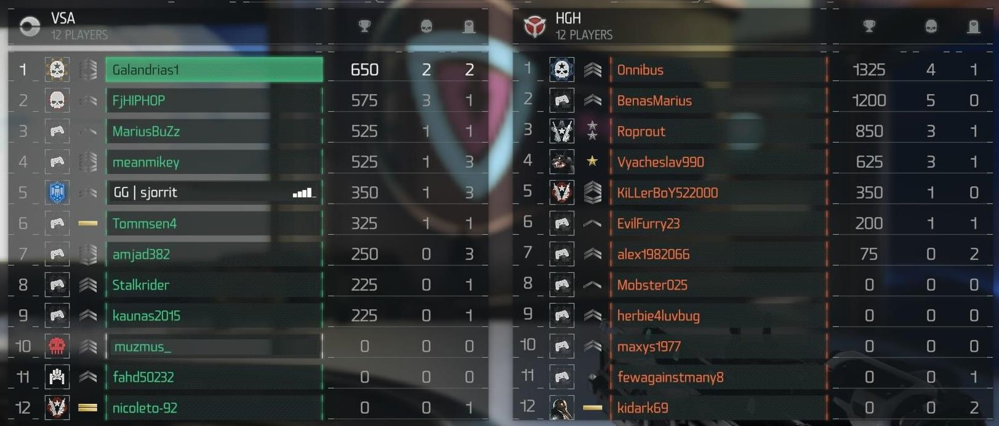 VSA
12 PLAYERS
1 Galandrias1 650 2 2
2 FjHIPHOP 575 3 1
3 MariusBuZz 525 1 1
4 meanmikey 525 1 3
5 GG | sjorrit 350 1 3
6 Tommsen4 325 1 1
7 amjad382 250 0 3
8 Stalkrider 225 0 1
9 kaunas2015 225 0 1
10 muzmus_ 0 0 0
11 fahd50232 0 0 0
12 nicoleto-92 0 0 1
HGH
12 PLAYERS
1 Onnibus 1325 4 1
2 BenasMarius 1200 5 0
3 Roprout 850 3 1
4 Vyacheslav990 625 3 1
5 KiLLerBoY522000 350 1 0
6 EvilFurry23 200 1 1
7 alex1982066 75 0 2
8 Mobster025 0 0 0
9 herbie4luvbug 0 0 0
10 maxys1977 0 0 0
11 fewagainstmany8 0 0 1
12 kidark69 0 0 2